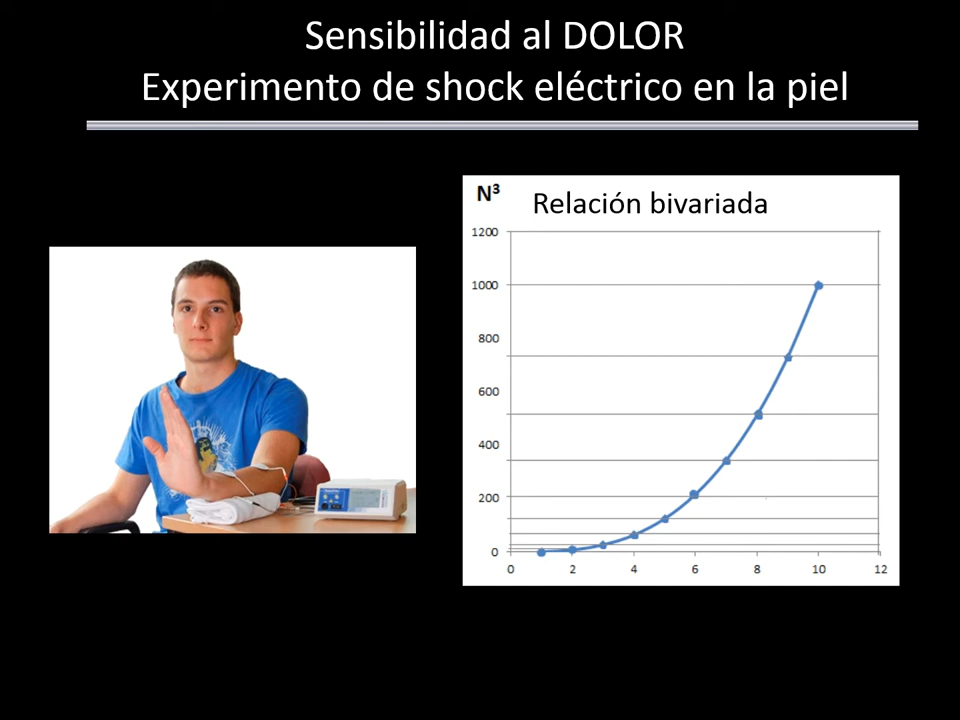 Sensibilidad al DOLOR
Experimento de shock eléctrico en la piel
N³ Relación bivariada
1200
1000
800
600
400
200
0
0 2 4 6 8 10 12